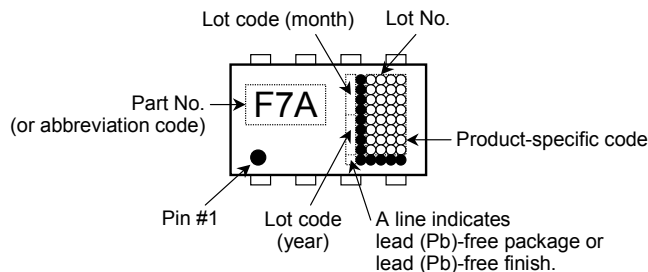 Lot code (month)
Lot No.
Part No.
(or abbreviation code)
F7A
Product-specific code
Pin #1
Lot code
(year)
A line indicates
lead (Pb)-free package or
lead (Pb)-free finish.